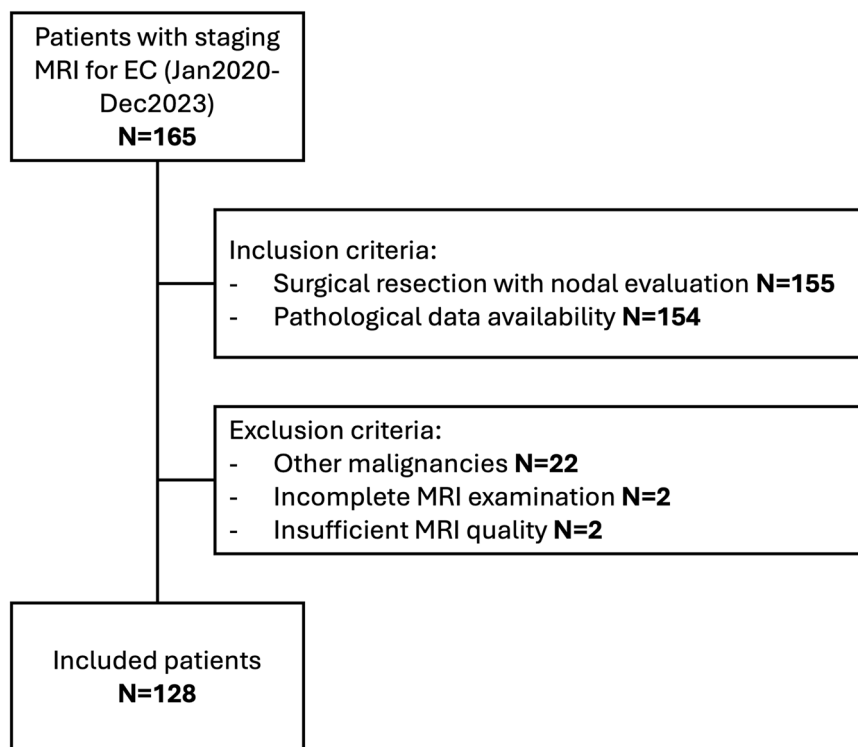 Patients with staging
MRI for EC (Jan2020-
Dec2023)
N=165
Inclusion criteria:
- Surgical resection with nodal evaluation N=155
- Pathological data availability N=154
Exclusion criteria:
- Other malignancies N=22
- Incomplete MRI examination N=2
- Insufficient MRI quality N=2
Included patients
N=128